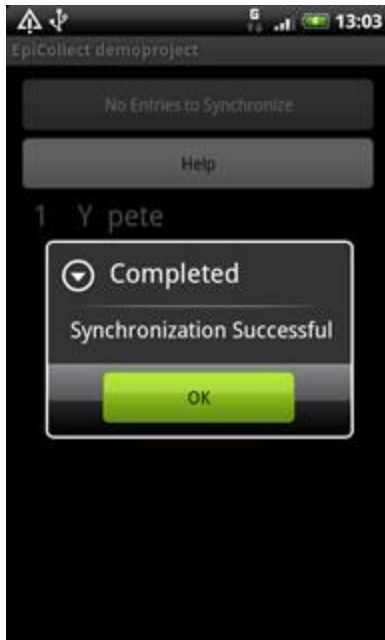 G 13:03
EpiCollect demoproject
No Entries to Synchronize
Help
1 Y pete
Completed
Synchronization Successful
OK